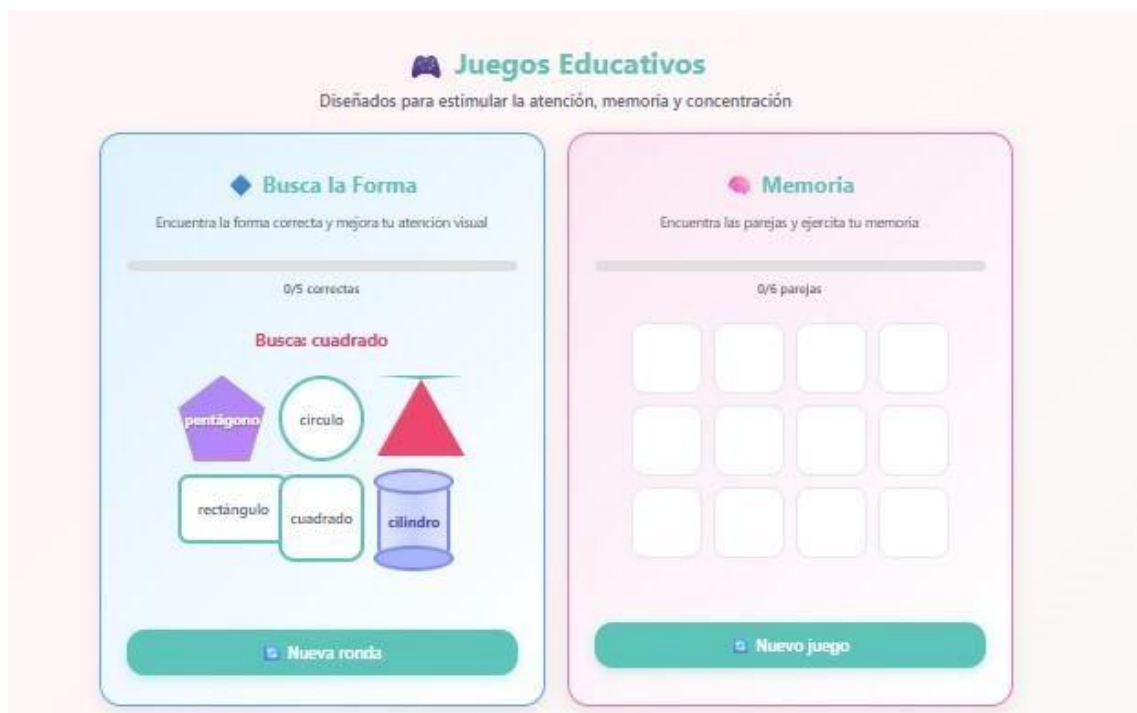 Juegos Educativos
Diseñados para estimular la atención, memoria y concentración
Busca la Forma
Encuentra la forma correcta y mejora tu atención visual
0/5 correctas
Busca: cuadrado
pentágono
círculo
rectángulo
cuadrado
cilindro
Nueva ronda
Memoria
Encuentra las parejas y ejercita tu memoria
0/6 parejas
Nuevo juego